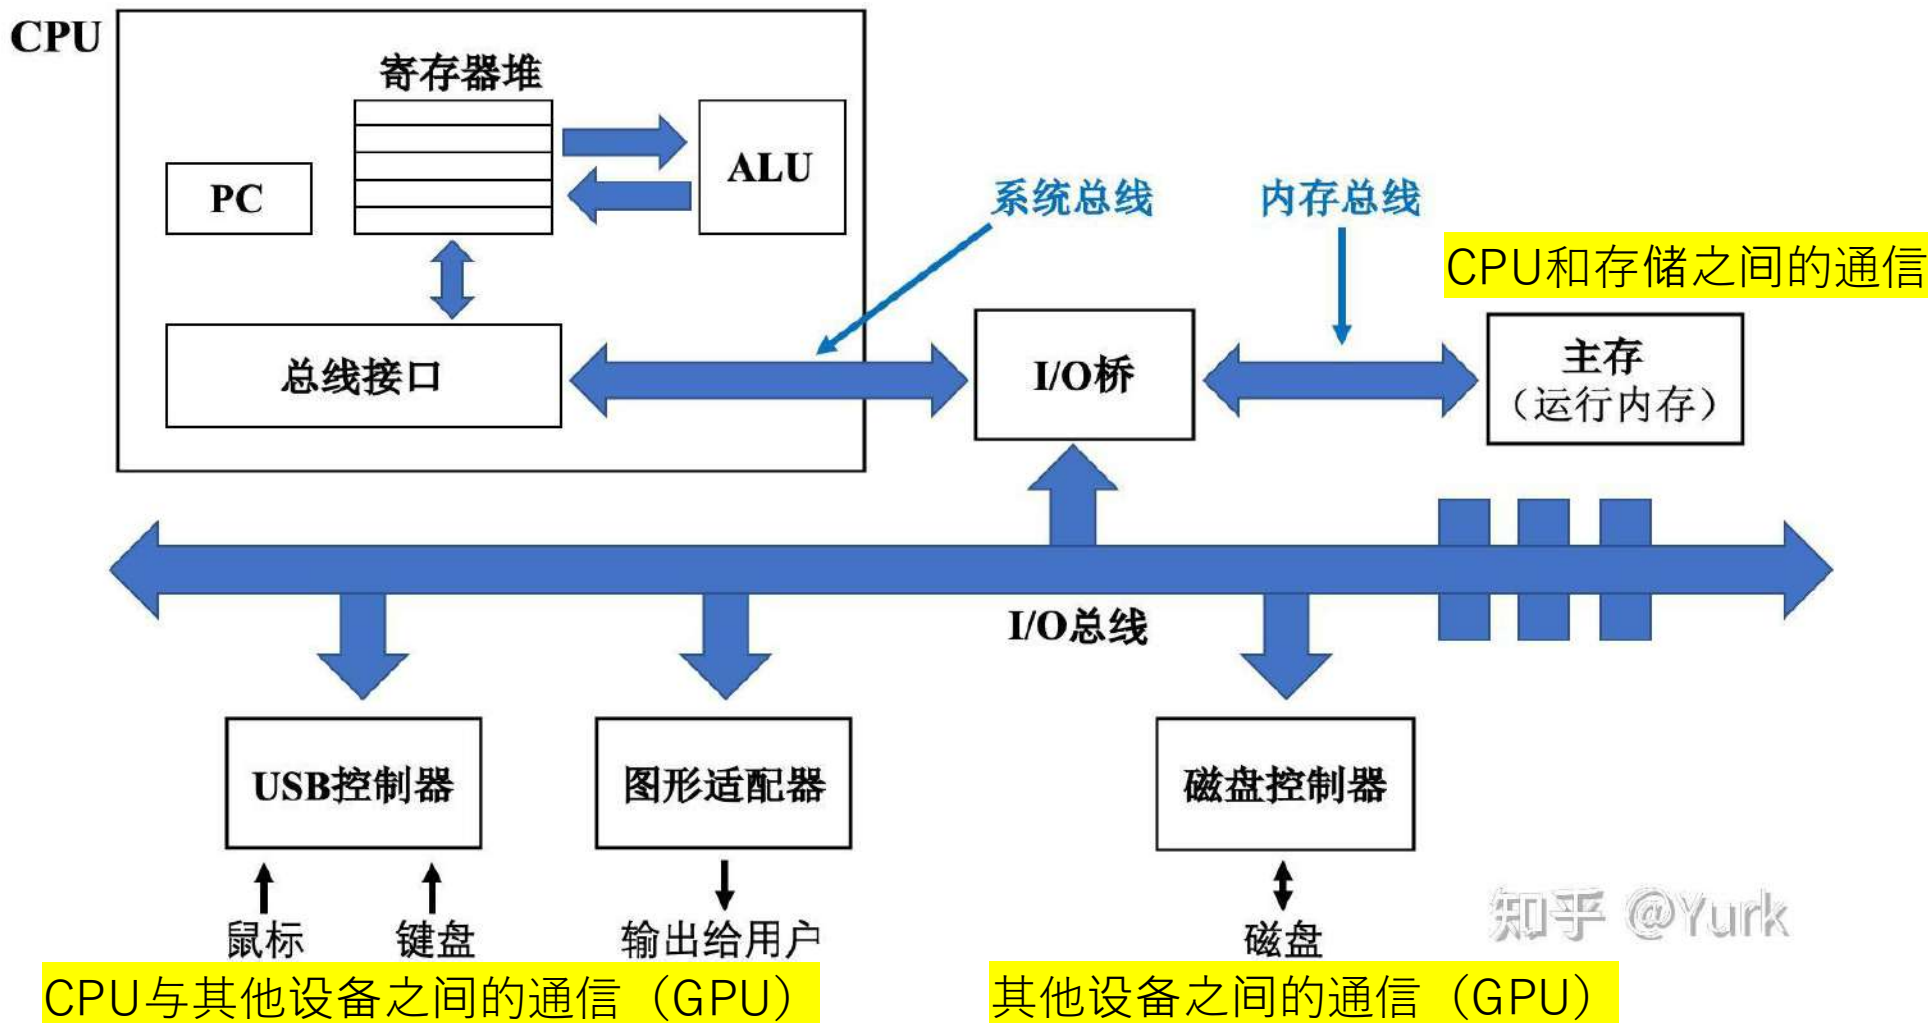 CPU
寄存器堆
PC
ALU
系统总线
内存总线
CPU和存储之间的通信
总线接口
I/O桥
主存
（运行内存）
I/O总线
USB控制器
图形适配器
磁盘控制器
鼠标
键盘
输出给用户
磁盘
知乎 @Yurk
CPU与其他设备之间的通信（GPU）
其他设备之间的通信（GPU）